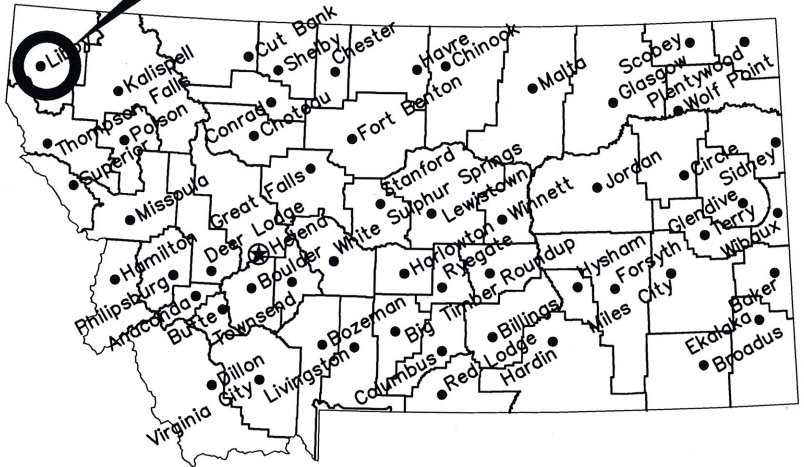 Libby
Kalispell
Cut Bank
Shelby
Chester
Havre
Chinook
Malta
Scobey
Glasgow
Plentywood
Wolf Point
Thompson Falls
Polson
Superior
Conrad
Choteau
Fort Benton
Missoula
Great Falls
Stanford
Lewistown
Winnett
Jordan
Circle
Sidney
Glendive
Terry
Wibaux
Hamilton
Philipsburg
Deer Lodge
Helena
Boulder
White Sulphur Springs
Harlowton
Ryegate
Roundup
Hysham
Forsyth
Miles City
Baker
Anaconda
Butte
Townsend
Bozeman
Big Timber
Billings
Ekalaka
Broadus
Dillon
Virginia City
Livingston
Columbus
Red Lodge
Hardin